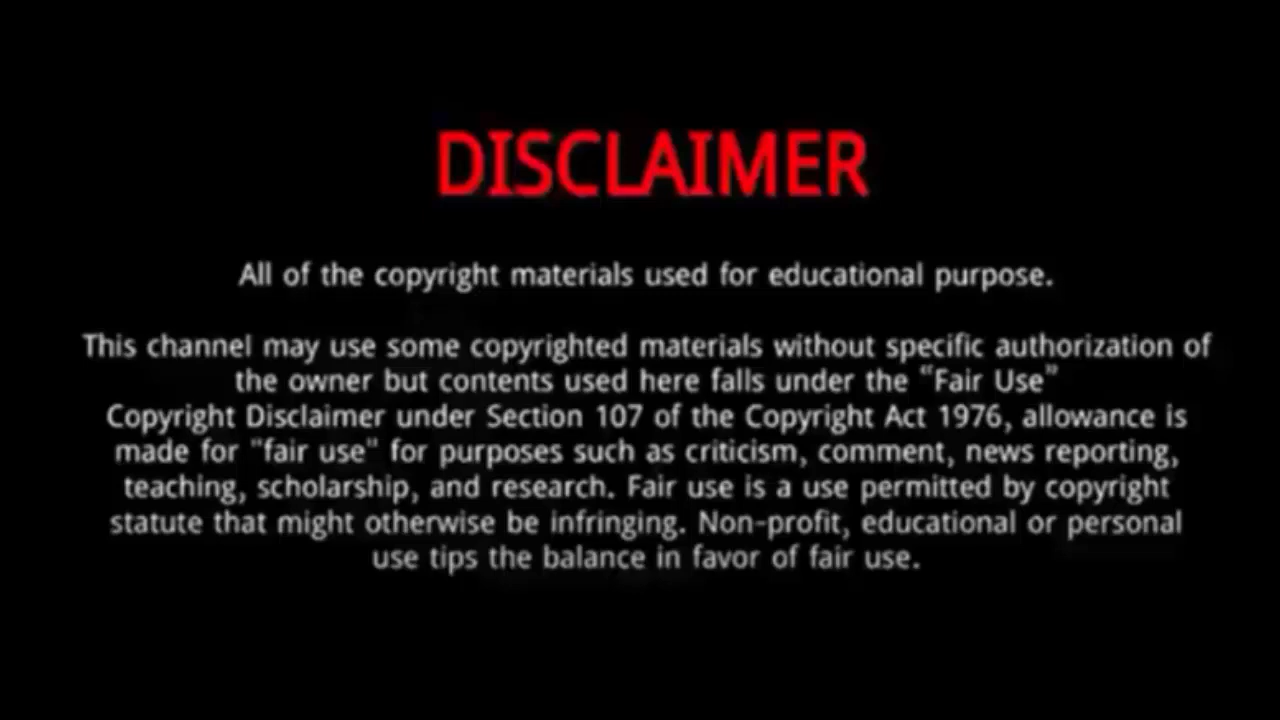 DISCLAIMER
All of the copyright materials used for educational purpose.
This channel may use some copyrighted materials without specific authorization of
the owner but contents used here falls under the “Fair Use”
Copyright Disclaimer under Section 107 of the Copyright Act 1976, allowance is
made for "fair use" for purposes such as criticism, comment, news reporting,
teaching, scholarship, and research. Fair use is a use permitted by copyright
statute that might otherwise be infringing. Non-profit, educational or personal
use tips the balance in favor of fair use.